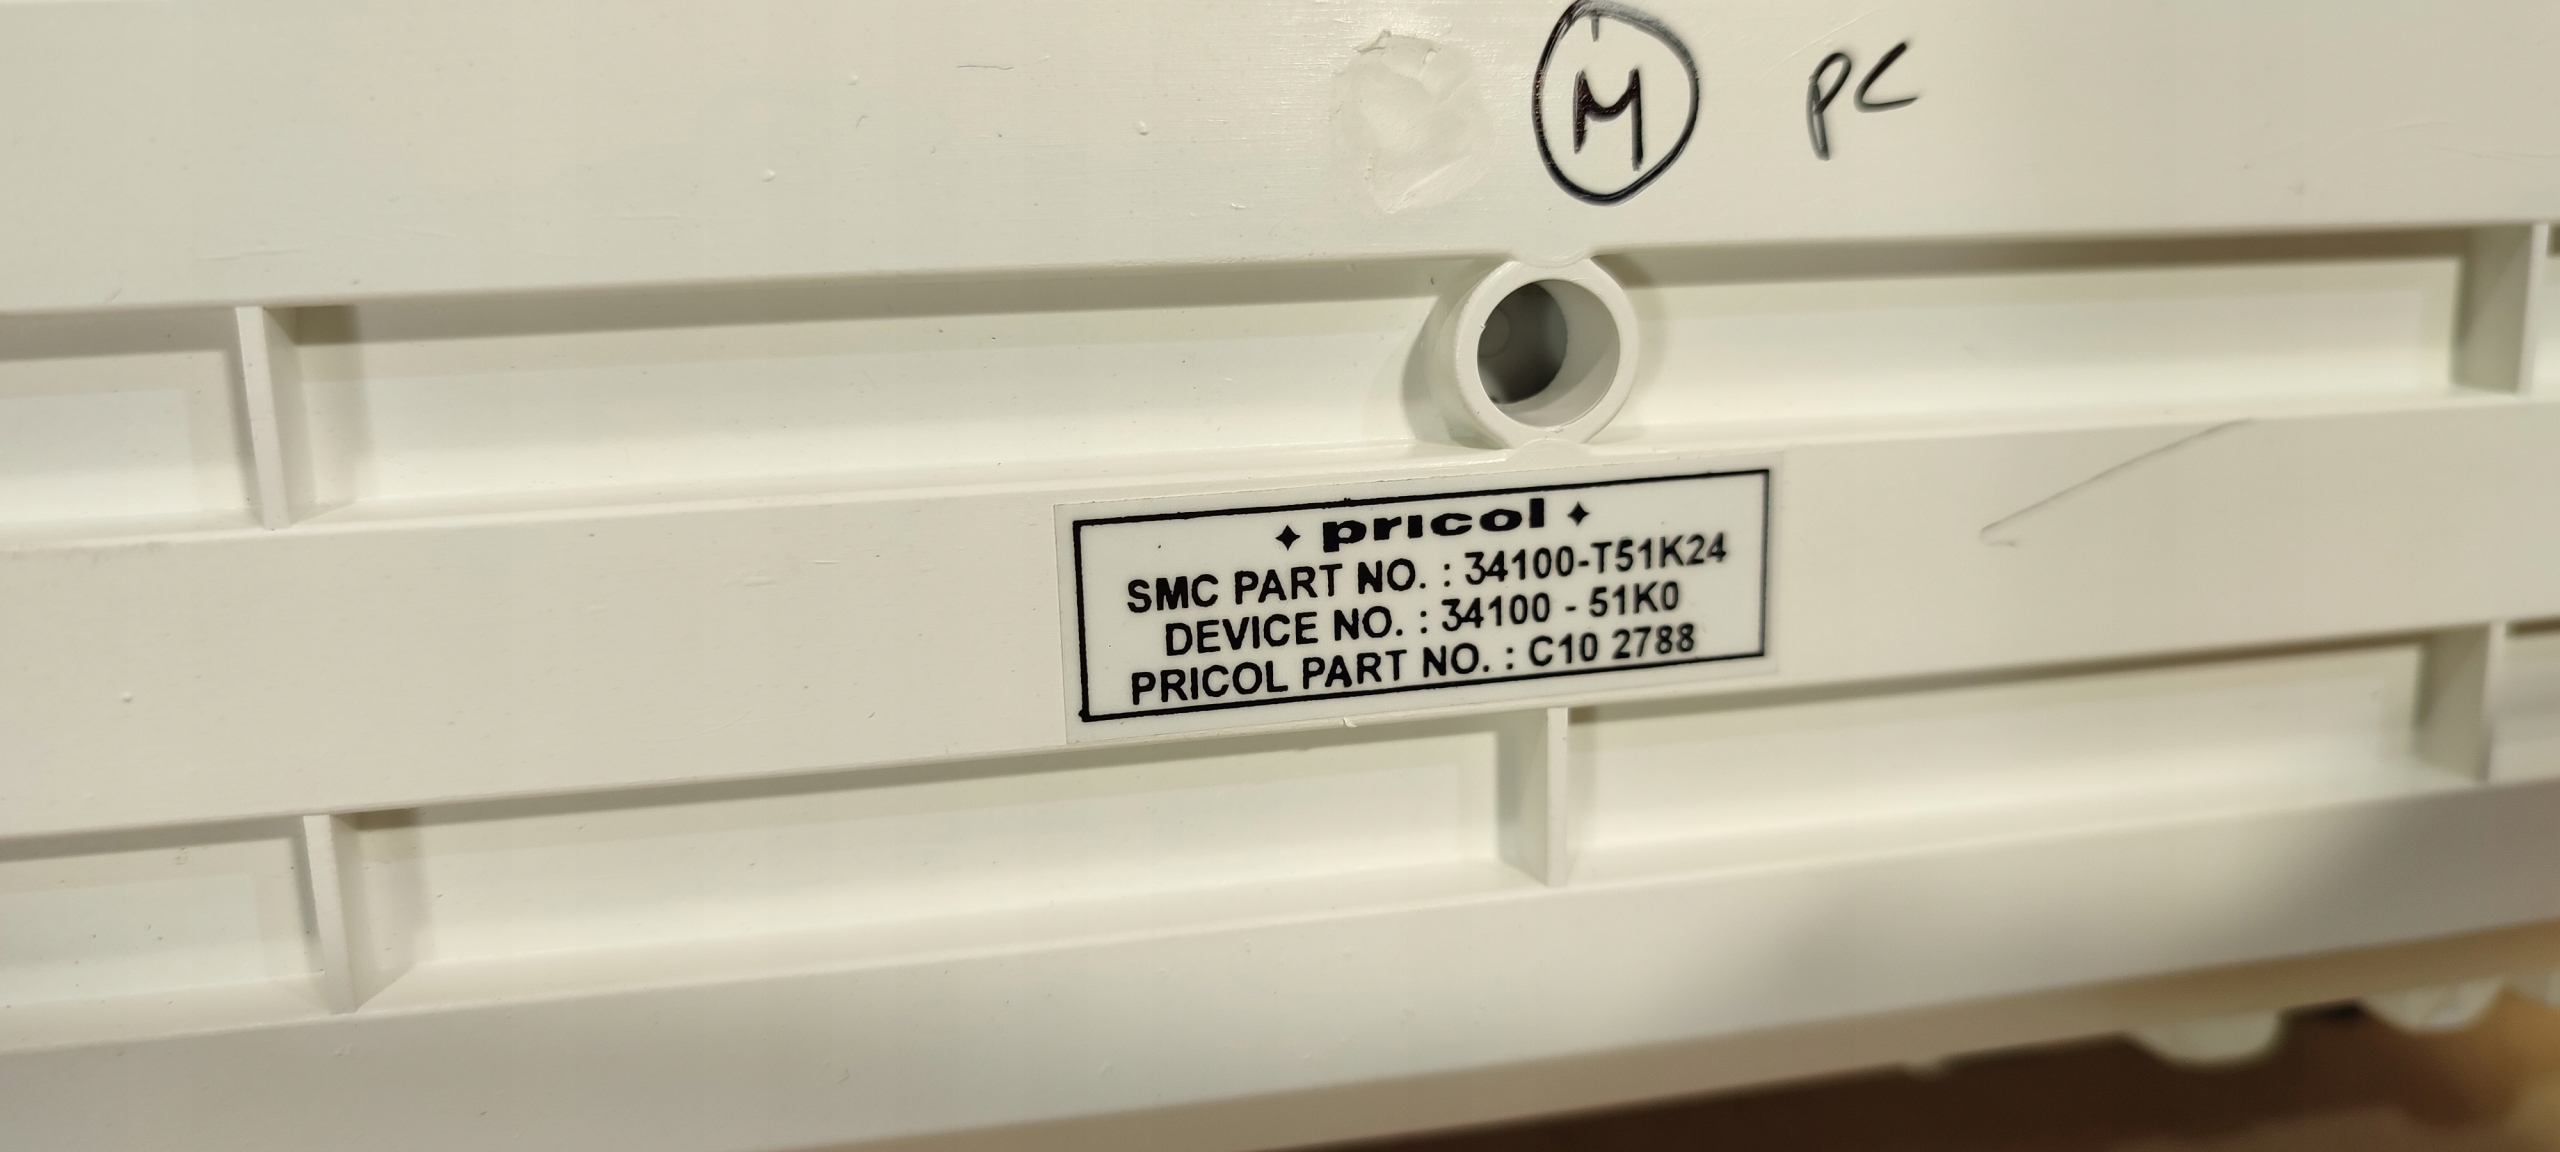 M PC
pricol
SMC PART NO. : 34100-T51K24
DEVICE NO. : 34100 - 51K0
PRICOL PART NO. : C10 2788